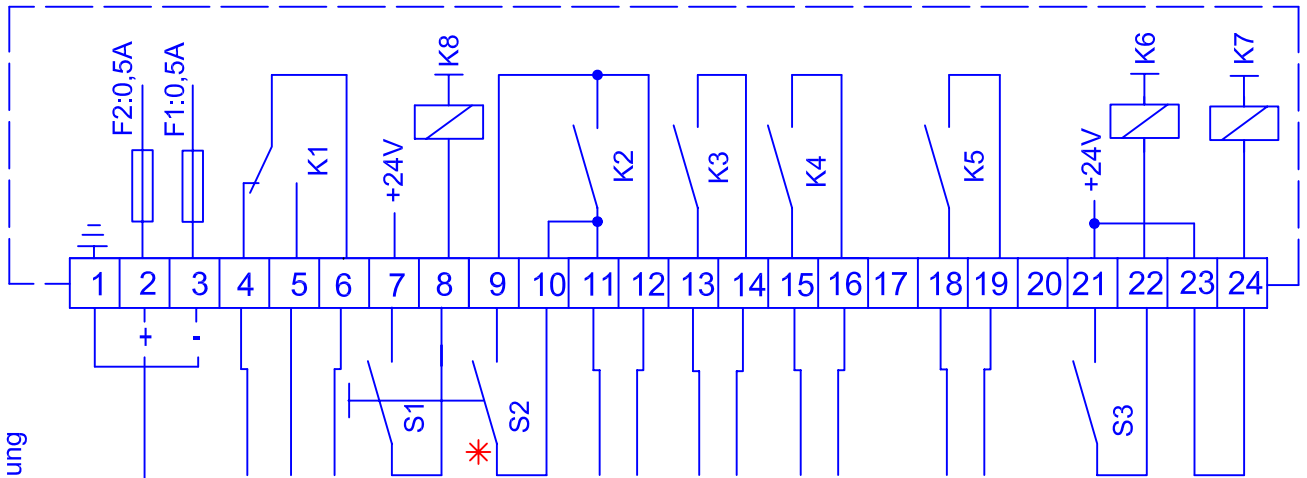 F2:0,5A
F1:0,5A
K1
+24V
K8
K2
K3
K4
K5
+24V
K6
K7
1 2 3 4 5 6 7 8 9 10 11 12 13 14 15 16 17 18 19 20 21 22 23 24
+ -
S1
S2
*
S3
ung